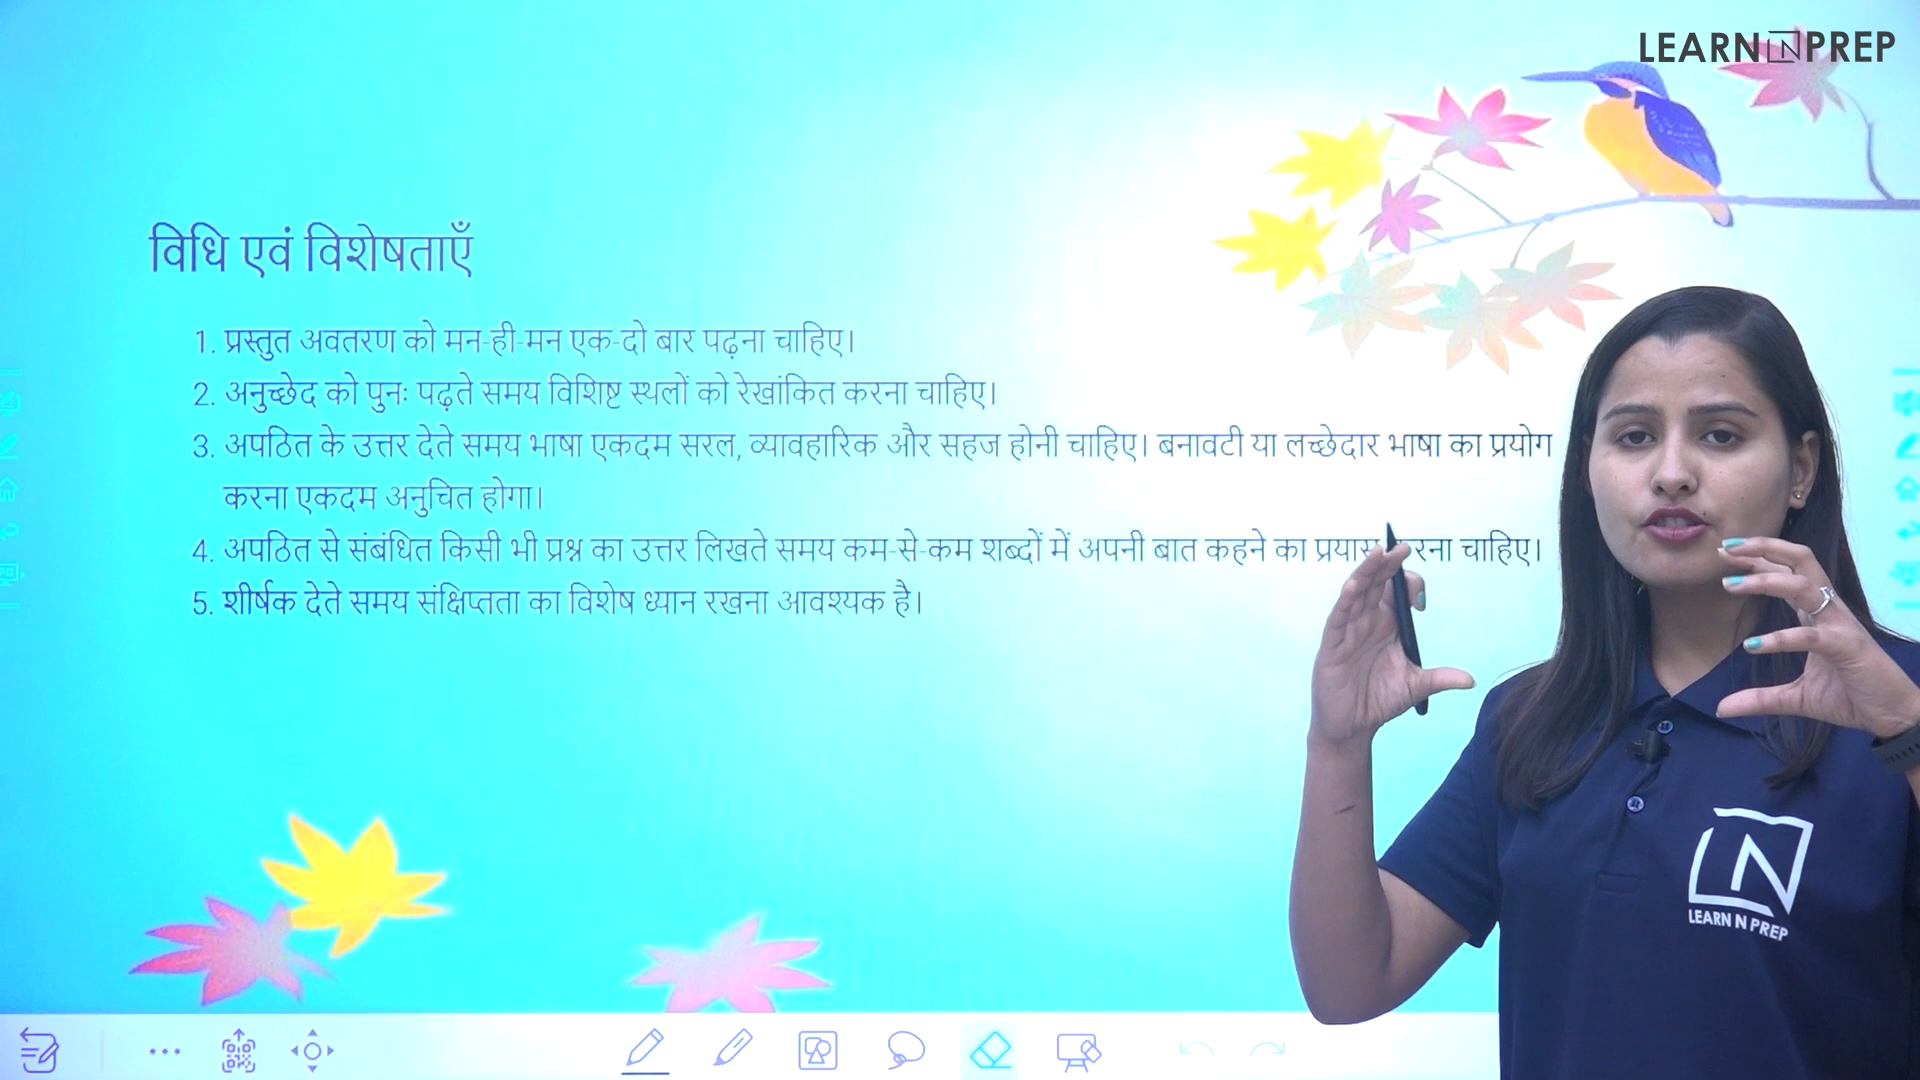 LEARN N PREP
विधि एवं विशेषताएँ
1. प्रस्तुत अवतरण को मन-ही-मन एक-दो बार पढ़ना चाहिए।
2. अनुच्छेद को पुनः पढ़ते समय विशिष्ट स्थलों को रेखांकित करना चाहिए।
3. अपठित के उत्तर देते समय भाषा एकदम सरल, व्यावहारिक और सहज होनी चाहिए। बनावटी या लच्छेदार भाषा का प्रयोग
करना एकदम अनुचित होगा।
4. अपठित से संबंधित किसी भी प्रश्न का उत्तर लिखते समय कम-से-कम शब्दों में अपनी बात कहने का प्रयास रना चाहिए।
5. शीर्षक देते समय संक्षिप्तता का विशेष ध्यान रखना आवश्यक है।
N
LEARN N PREP